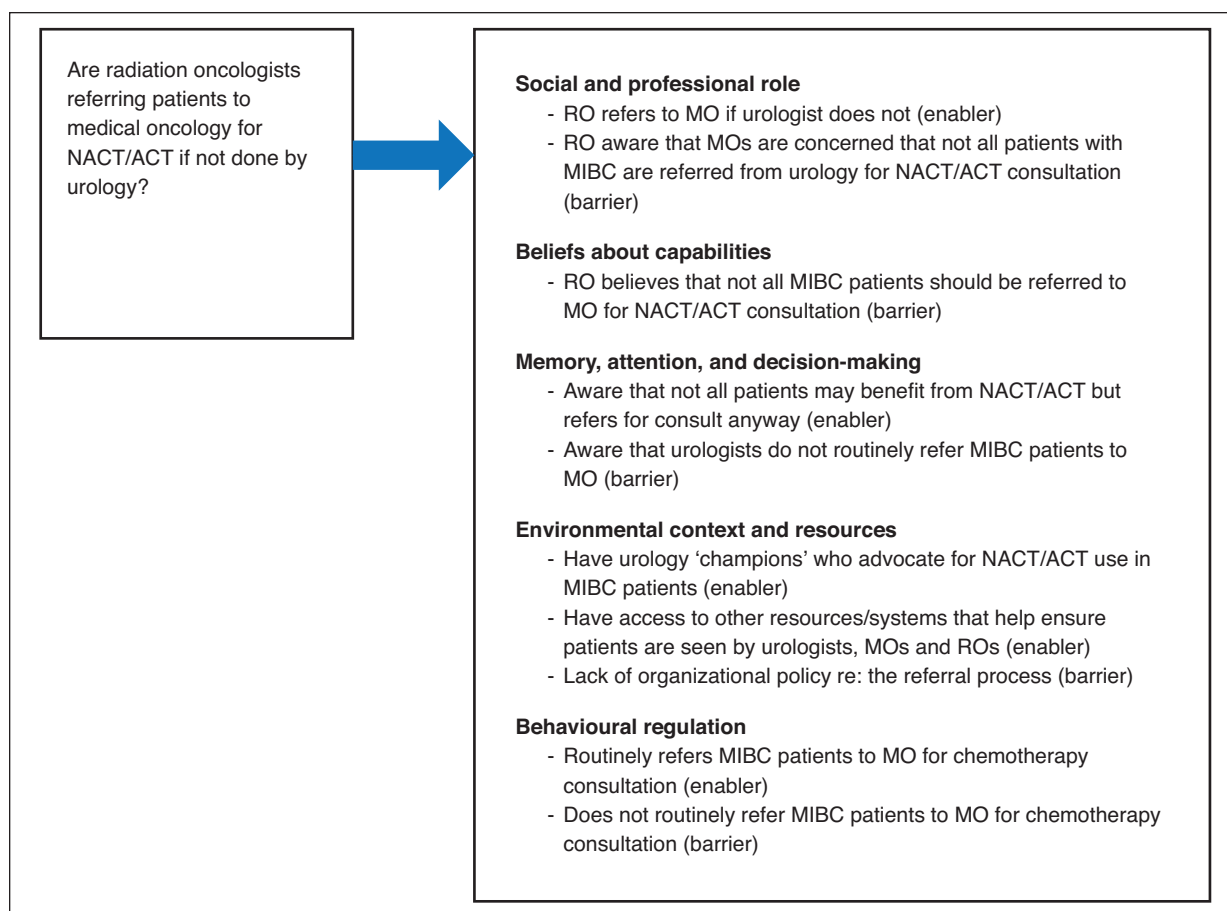 Are radiation oncologists
referring patients to
medical oncology for
NACT/ACT if not done by
urology?
Social and professional role
- RO refers to MO if urologist does not (enabler)
- RO aware that MOs are concerned that not all patients with
MIBC are referred from urology for NACT/ACT consultation
(barrier)
Beliefs about capabilities
- RO believes that not all MIBC patients should be referred to
MO for NACT/ACT consultation (barrier)
Memory, attention, and decision-making
- Aware that not all patients may benefit from NACT/ACT but
refers for consult anyway (enabler)
- Aware that urologists do not routinely refer MIBC patients to
MO (barrier)
Environmental context and resources
- Have urology ‘champions’ who advocate for NACT/ACT use in
MIBC patients (enabler)
- Have access to other resources/systems that help ensure
patients are seen by urologists, MOs and ROs (enabler)
- Lack of organizational policy re: the referral process (barrier)
Behavioural regulation
- Routinely refers MIBC patients to MO for chemotherapy
consultation (enabler)
- Does not routinely refer MIBC patients to MO for chemotherapy
consultation (barrier)